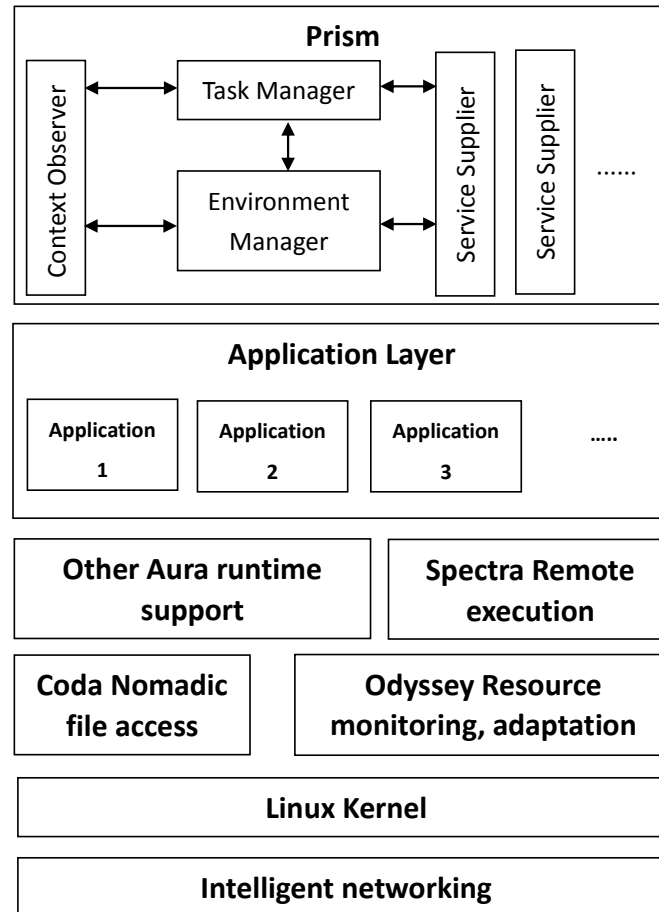 Prism
Context Observer
Task Manager
Environment
Manager
Service Supplier
Service Supplier
......
Application Layer
Application
1
Application
2
Application
3
.....
Other Aura runtime
support
Spectra Remote
execution
Coda Nomadic
file access
Odyssey Resource
monitoring, adaptation
Linux Kernel
Intelligent networking